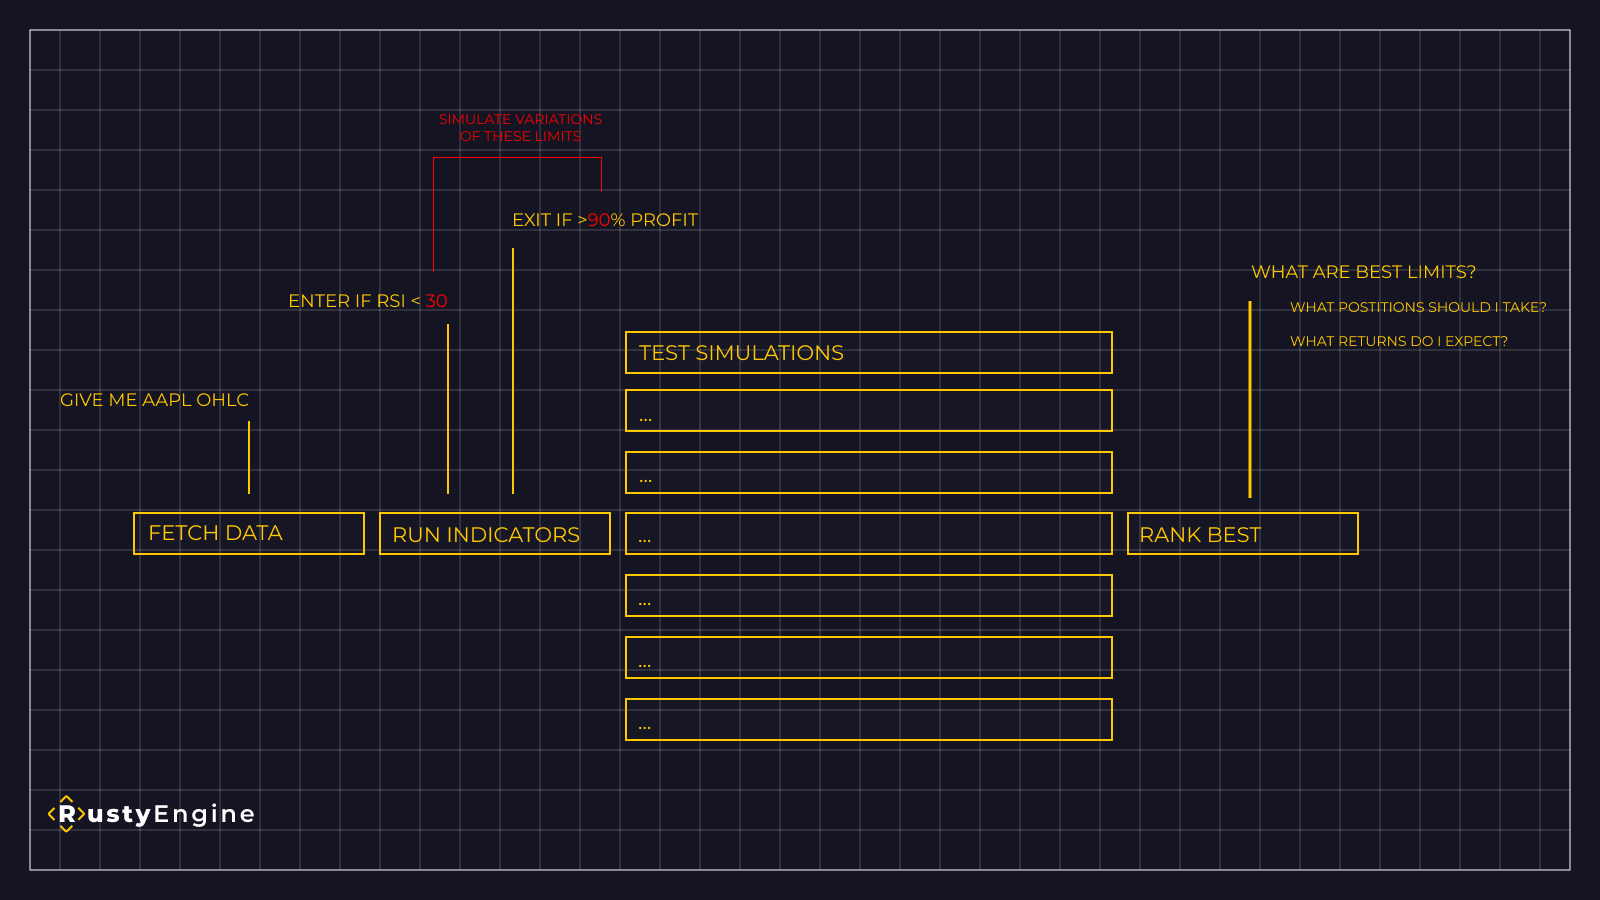 SIMULATE VARIATIONS
OF THESE LIMITS
EXIT IF >90% PROFIT
WHAT ARE BEST LIMITS?
ENTER IF RSI < 30
WHAT POSTITIONS SHOULD I TAKE?
WHAT RETURNS DO I EXPECT?
TEST SIMULATIONS
GIVE ME AAPL OHLC
...
...
FETCH DATA
RUN INDICATORS
...
RANK BEST
...
...
...
RustyEngine